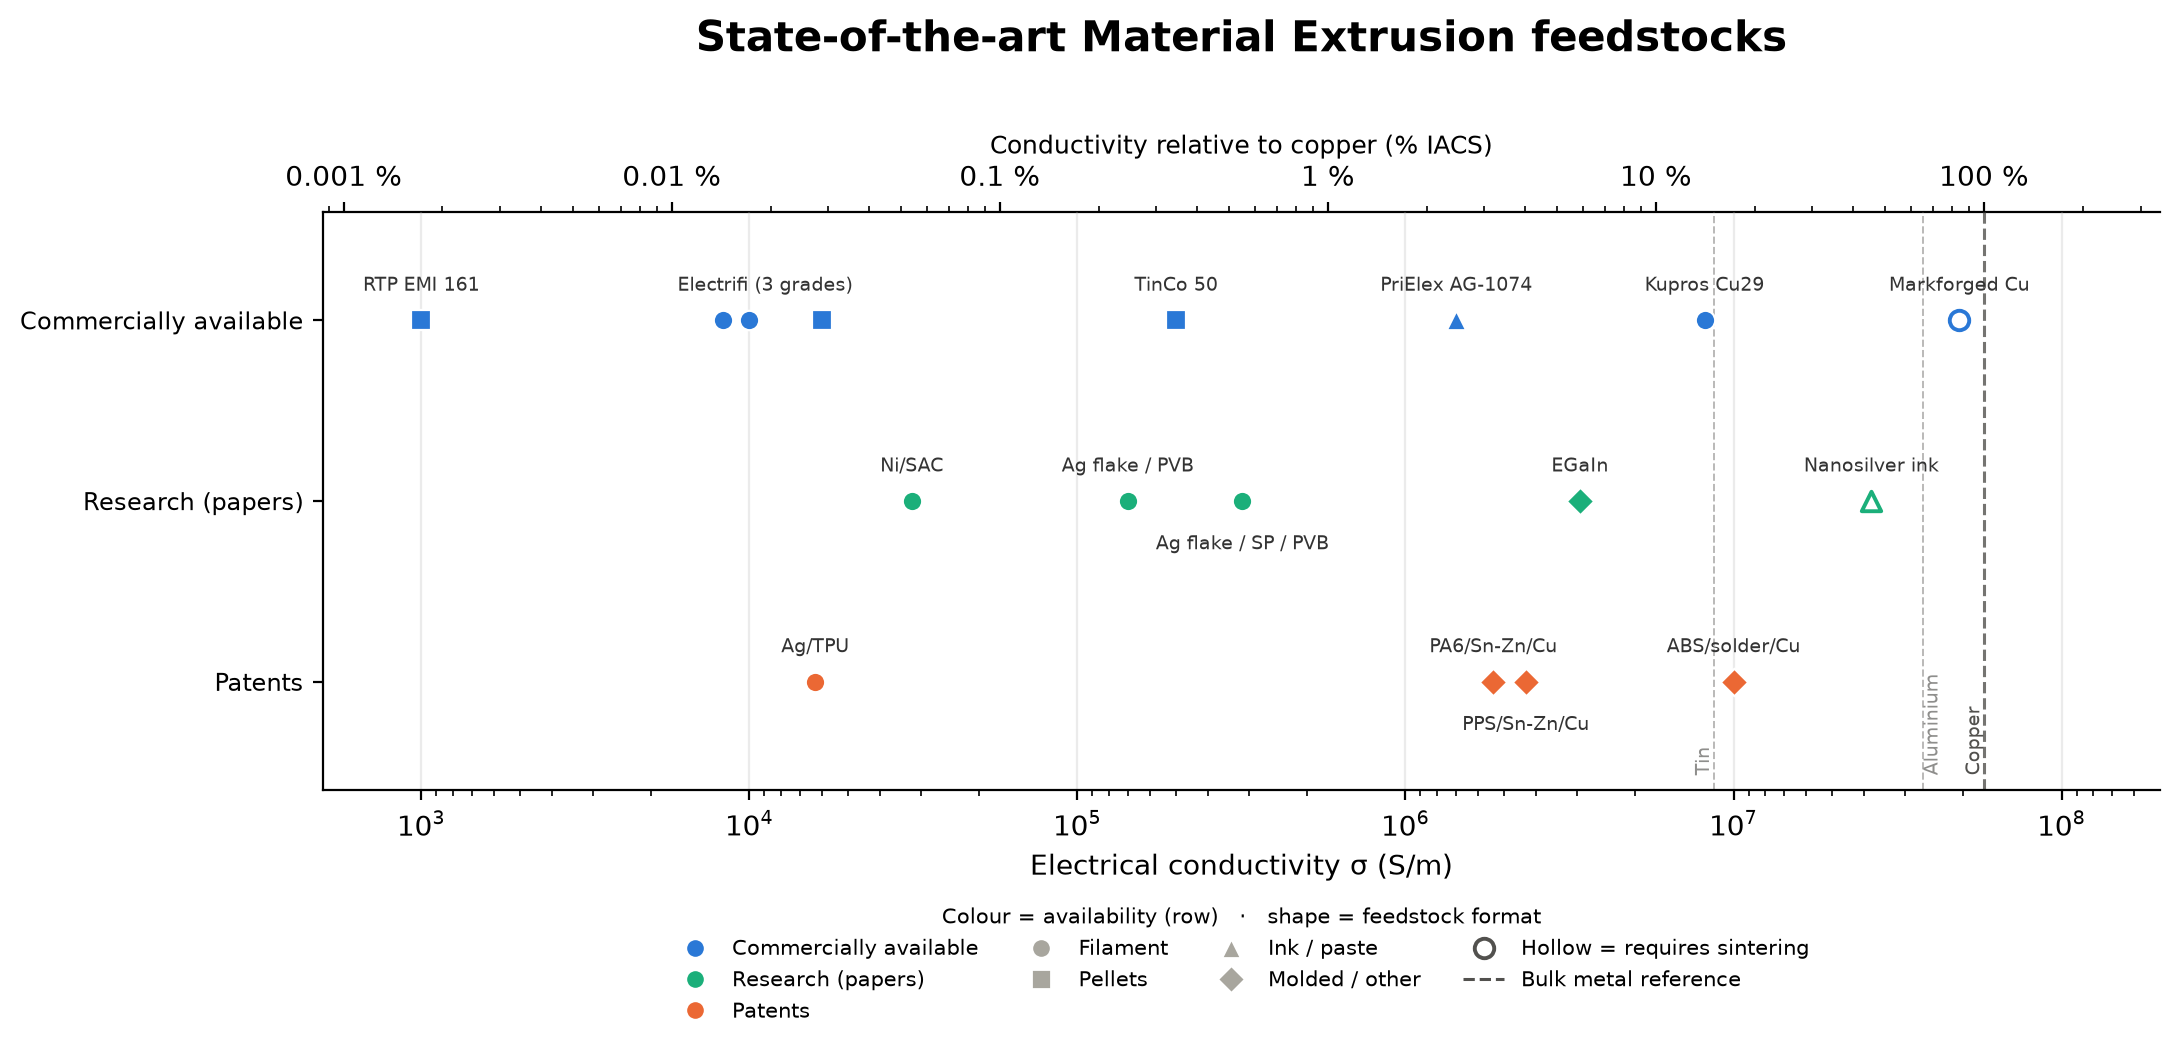 State-of-the-art Material Extrusion feedstocks
Conductivity relative to copper (% IACS)
0.001 % 0.01 % 0.1 % 1 % 10 % 100 %
RTP EMI 161 Electrifi (3 grades) TinCo 50 PriElex AG-1074 Kupros Cu29 Markforged Cu
Commercially available
Ni/SAC Ag flake / PVB EGaIn Nanosilver ink
Research (papers)
Ag flake / SP / PVB
Ag/TPU PA6/Sn-Zn/Cu ABS/solder/Cu
Patents
PPS/Sn-Zn/Cu
Tin
Aluminium
Copper
10³ 10⁴ 10⁵ 10⁶ 10⁷ 10⁸
Electrical conductivity σ (S/m)
Colour = availability (row) · shape = feedstock format
Commercially available Filament Ink / paste Hollow = requires sintering
Research (papers) Pellets Molded / other Bulk metal reference
Patents